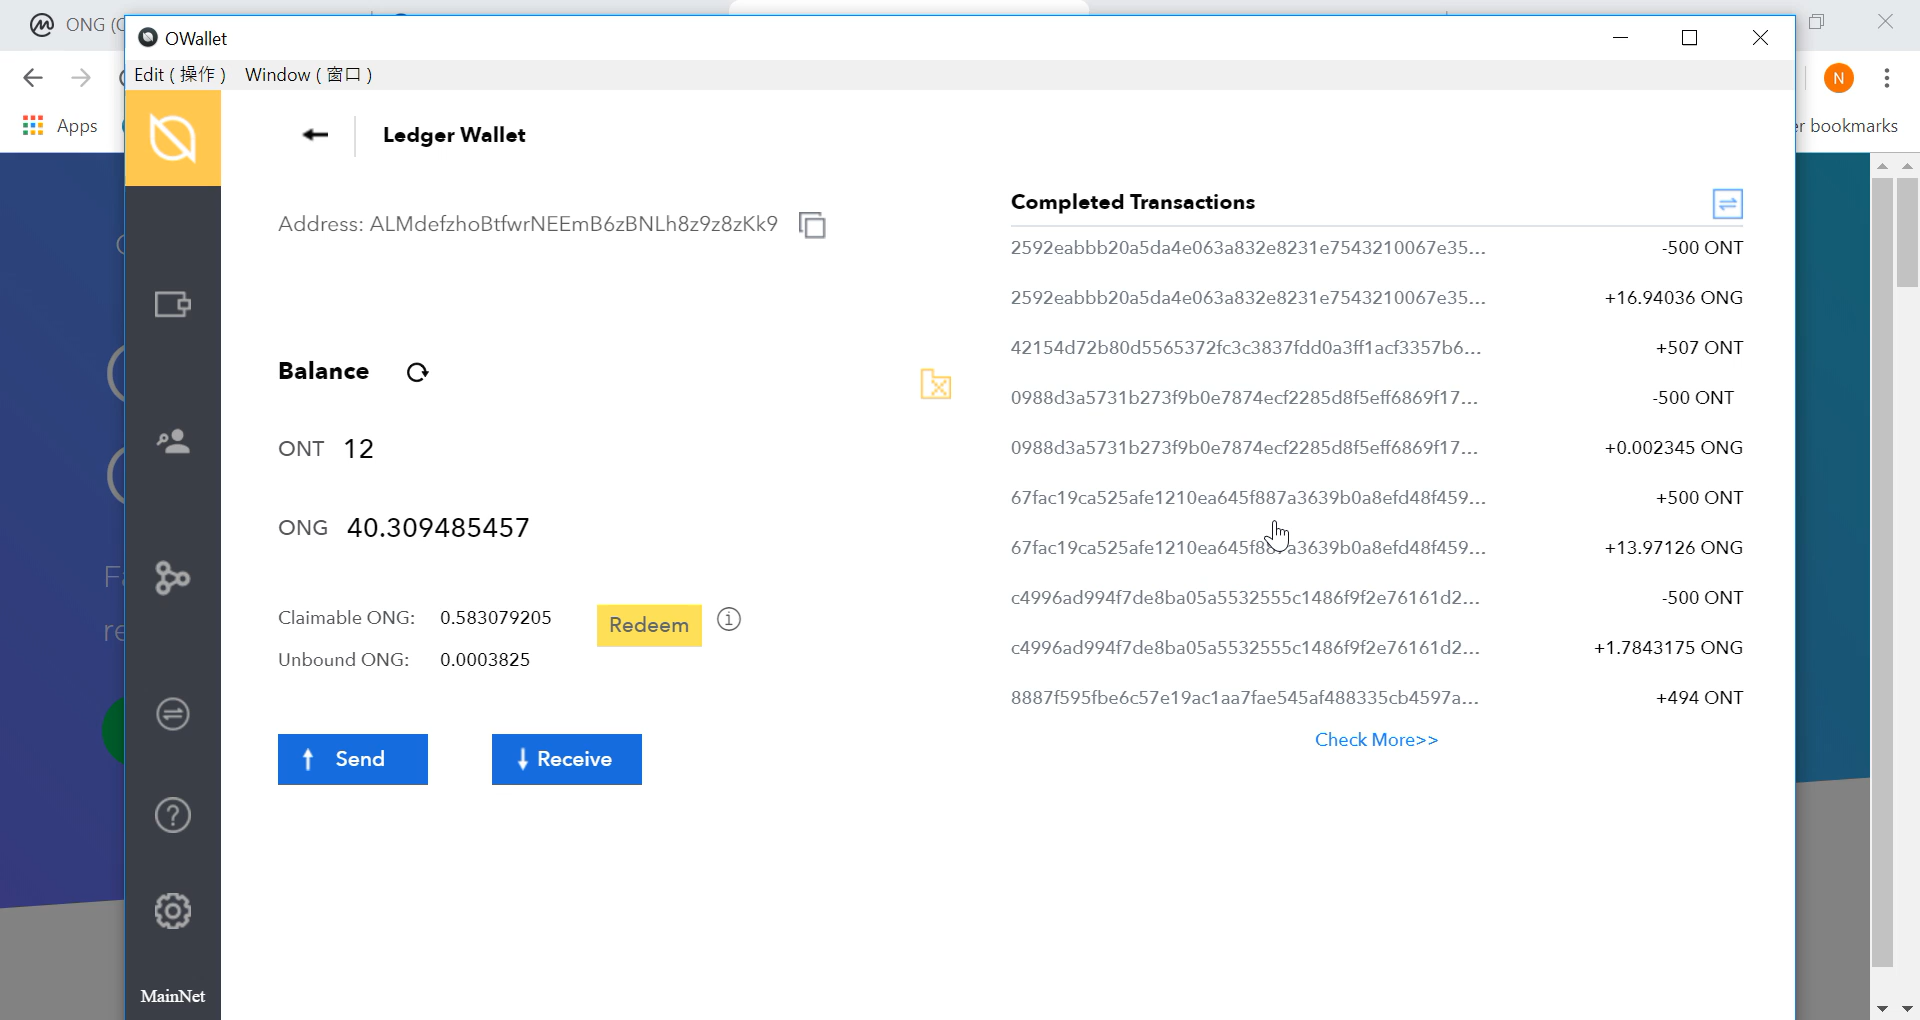 ONG (C
OWallet
Edit ( 操作 ) Window ( 窗口 )
N
Apps
er bookmarks
Ledger Wallet
Address: ALMdefzhoBtfwrNEEmB6zBNLh8z9z8zKk9
Balance
ONT 12
ONG 40.309485457
Claimable ONG: 0.583079205
Redeem
Unbound ONG: 0.0003825
Send
Receive
Completed Transactions
2592eabbb20a5da4e063a832e8231e7543210067e35... -500 ONT
2592eabbb20a5da4e063a832e8231e7543210067e35... +16.94036 ONG
42154d72b80d5565372fc3c3837fdd0a3ff1acf3357b6... +507 ONT
0988d3a5731b273f9b0e7874ecf2285d8f5eff6869f17... -500 ONT
0988d3a5731b273f9b0e7874ecf2285d8f5eff6869f17... +0.002345 ONG
67fac19ca525afe1210ea645f887a3639b0a8efd48f459... +500 ONT
67fac19ca525afe1210ea645f887a3639b0a8efd48f459... +13.97126 ONG
c4996ad994f7de8ba05a5532555c1486f9f2e76161d2... -500 ONT
c4996ad994f7de8ba05a5532555c1486f9f2e76161d2... +1.7843175 ONG
8887f595fbe6c57e19ac1aa7fae545af488335cb4597a... +494 ONT
Check More>>
MainNet